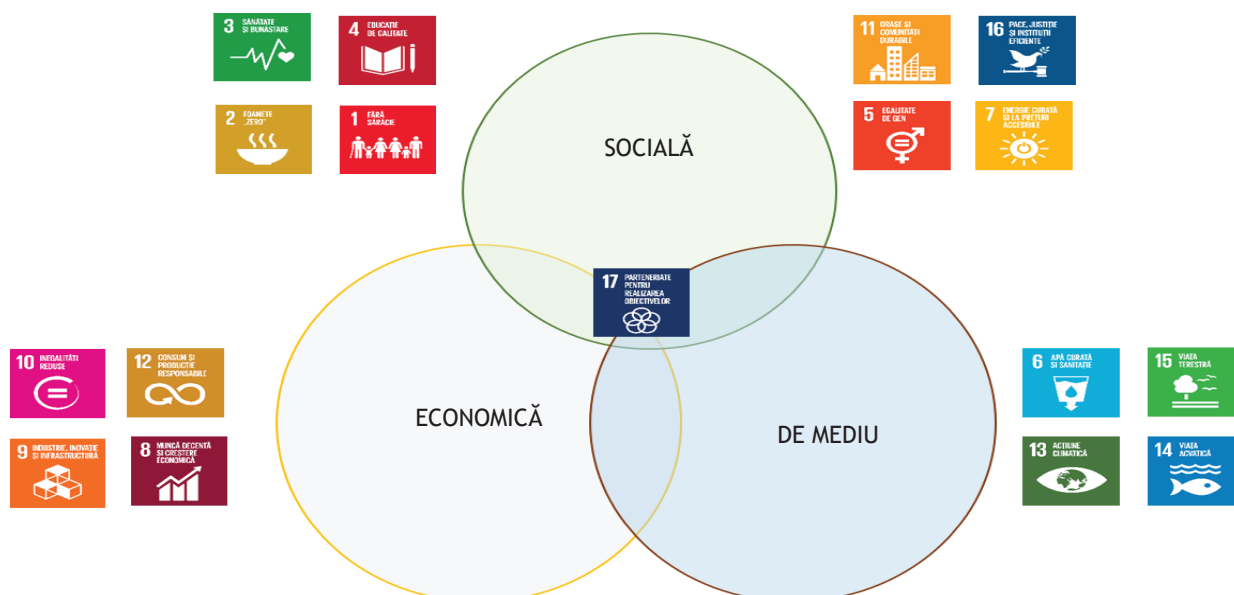 3 SĂNĂTATE
ȘI BUNĂSTARE
4 EDUCAȚIE
DE CALITATE
2 FOAMETE
„ZERO”
1 FĂRĂ
SĂRĂCIE
11 ORAȘE ȘI
COMUNITĂȚI
DURABILE
16 PACE, JUSTIȚIE
ȘI INSTITUȚII
EFICIENTE
5 EGALITATE
DE GEN
7 ENERGIE CURATĂ
ȘI LA PREȚURI
ACCESIBILE
SOCIALĂ
17 PARTENERIATE
PENTRU
REALIZAREA
OBIECTIVELOR
10 INEGALITĂȚI
REDUSE
12 CONSUM ȘI
PRODUCȚIE
RESPONSABILE
9 INDUSTRIE, INOVAȚIE
ȘI INFRASTRUCTURĂ
8 MUNCĂ DECENTĂ
ȘI CREȘTERE
ECONOMICĂ
ECONOMICĂ
DE MEDIU
6 APĂ CURATĂ
ȘI SANITAȚIE
15 VIAȚA
TERESTRĂ
13 ACȚIUNE
CLIMATICĂ
14 VIAȚA
ACVATICĂ